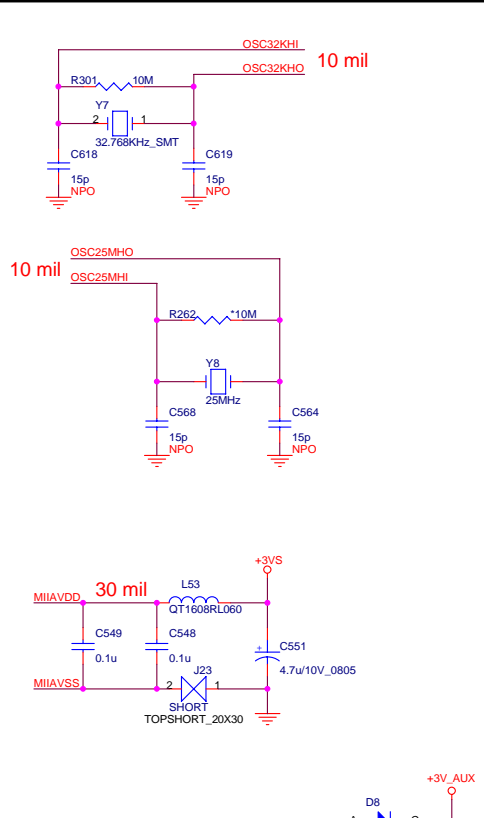 OSC32KHI
10 mil
OSC32KHO
R301
10M
Y7
2
1
32.768KHz_SMT
C618
C619
15p
15p
NPO
NPO
OSC25MHO
10 mil
OSC25MHI
R262
*10M
Y8
25MHz
C568
C564
15p
15p
NPO
NPO
+3VS
30 mil
L53
MIIAVDD
QT1608RL060
C549
C548
C551
+
0.1u
0.1u
4.7u/10V_0805
J23
MIIAVSS
2
1
SHORT
TOPSHORT_20X30
+3V_AUX
D8